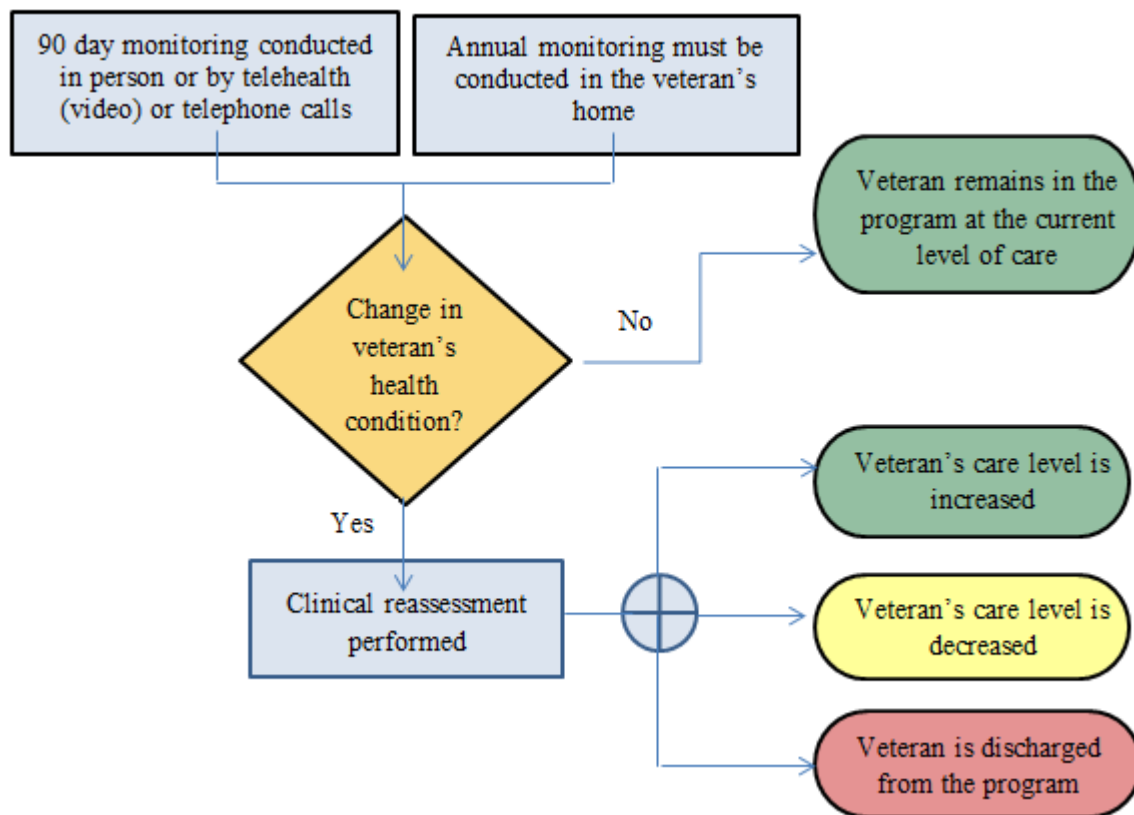 90 day monitoring conducted
in person or by telehealth
(video) or telephone calls
Annual monitoring must be
conducted in the veteran’s
home
Veteran remains in the
program at the current
level of care
Change in
veteran’s
health
condition?
No
Yes
Veteran’s care level is
increased
Clinical reassessment
performed
Veteran’s care level is
decreased
Veteran is discharged
from the program